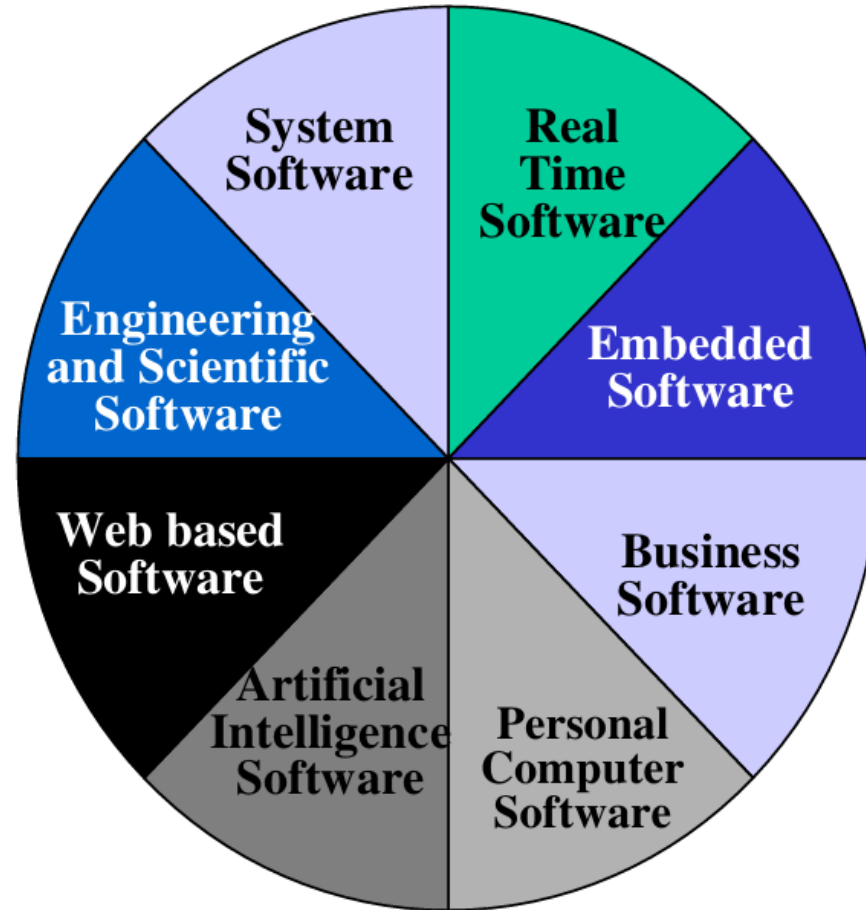 System
Software
Real
Time
Software
Engineering
and Scientific
Software
Embedded
Software
Web based
Software
Business
Software
Artificial
Intelligence
Software
Personal
Computer
Software